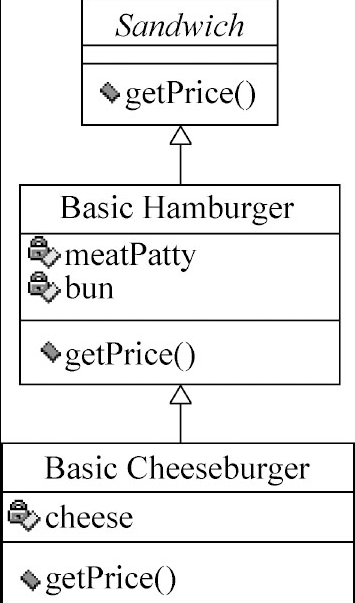 Sandwich
getPrice()
Basic Hamburger
meatPatty
bun
getPrice()
Basic Cheeseburger
cheese
getPrice()